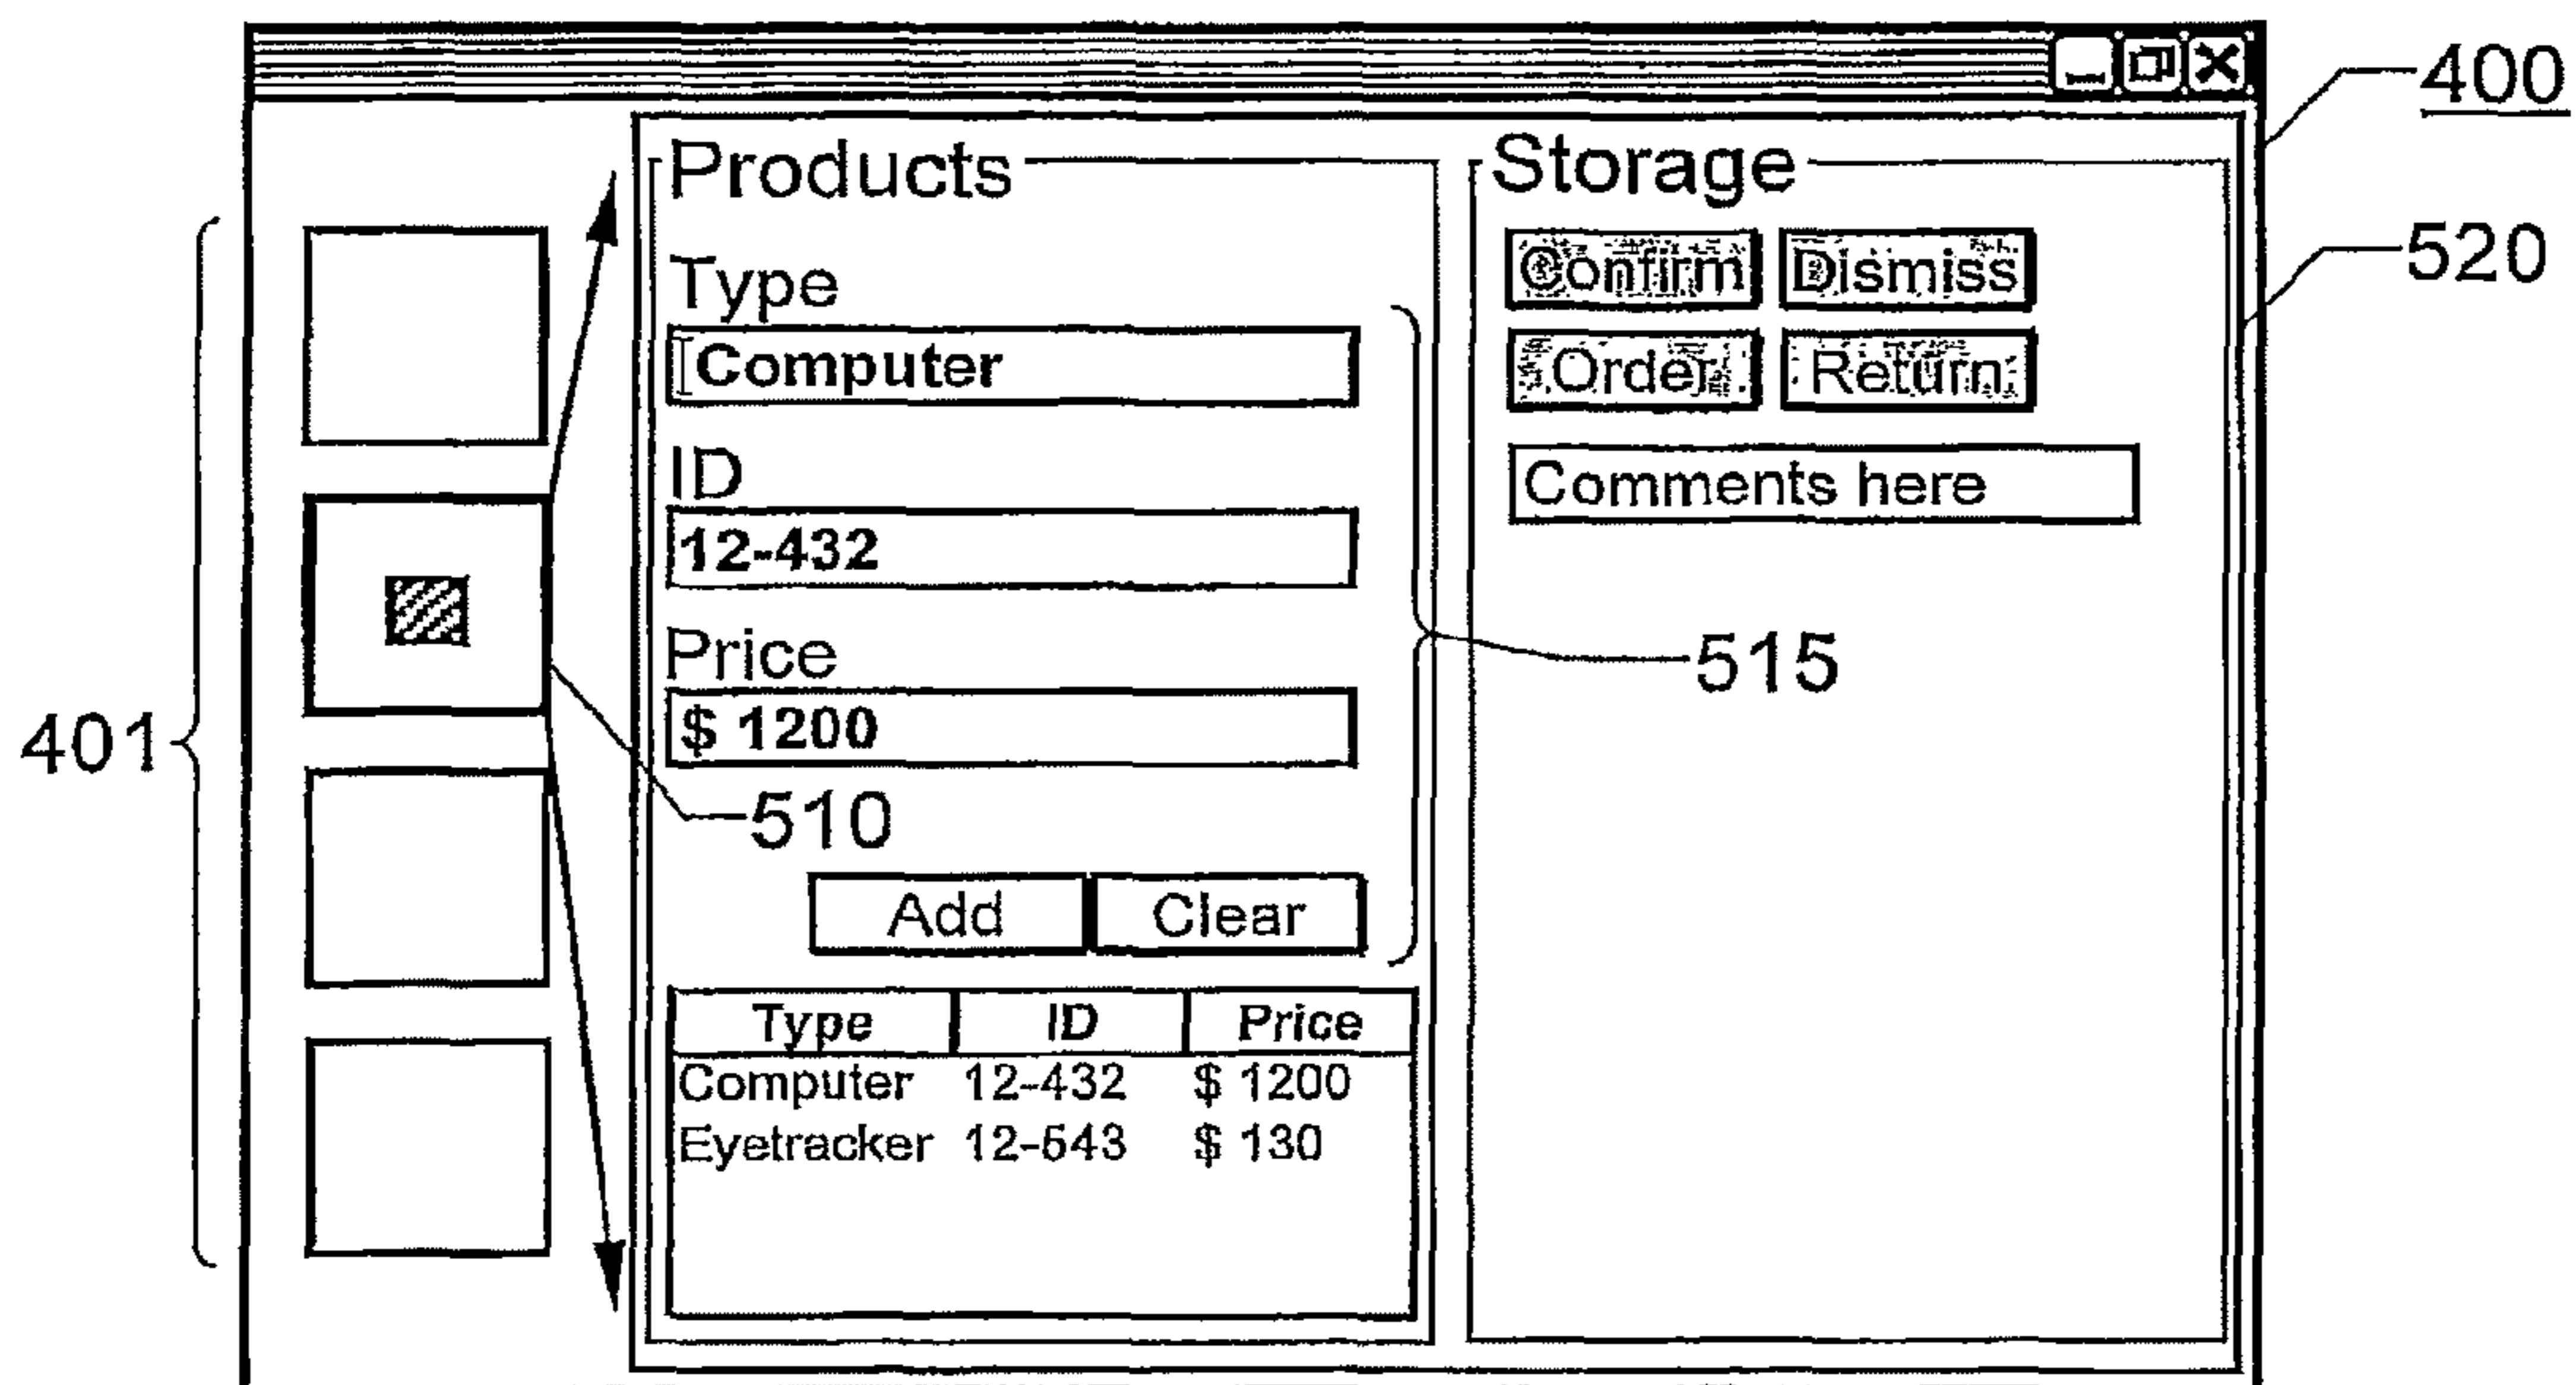 400
Products
Storage
520
Type
Confirm Dismiss
Computer
Order Return
ID
Comments here
12-432
515
Price
401
$ 1200
510
Add Clear
Type ID Price
Computer 12-432 $ 1200
Eyetracker 12-543 $ 130